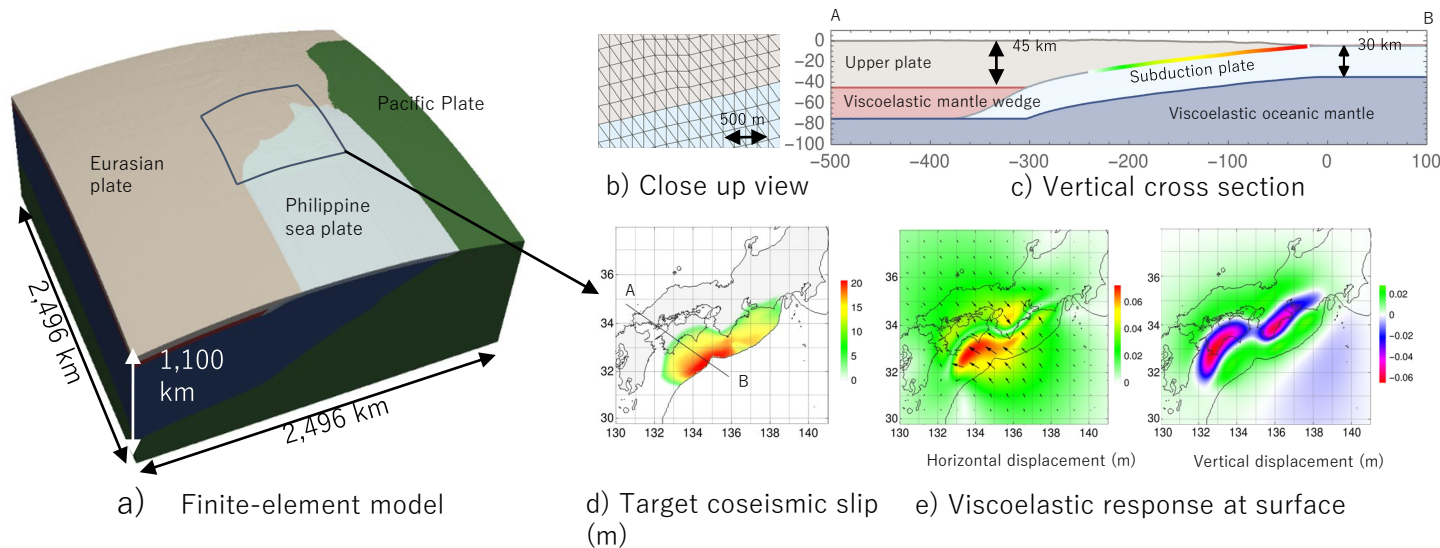 Pacific Plate
Eurasian
plate
Philippine
sea plate
2,496 km
1,100
km
2,496 km
a) Finite-element model
500 m
b) Close up view
A
B
0
−20
−40
−60
−80
−100
45 km
30 km
Upper plate
Subduction plate
Viscoelastic mantle wedge
Viscoelastic oceanic mantle
−500 −400 −300 −200 −100 0 100
c) Vertical cross section
36
34
32
30
130 132 134 136 138 140
A
B
20
15
10
5
0
d) Target coseismic slip
(m)
36
34
32
30
130 132 134 136 138 140
0.06
0.04
0.02
0
Horizontal displacement (m)
36
34
32
30
130 132 134 136 138 140
0.02
0
−0.02
−0.04
−0.06
Vertical displacement (m)
e) Viscoelastic response at surface